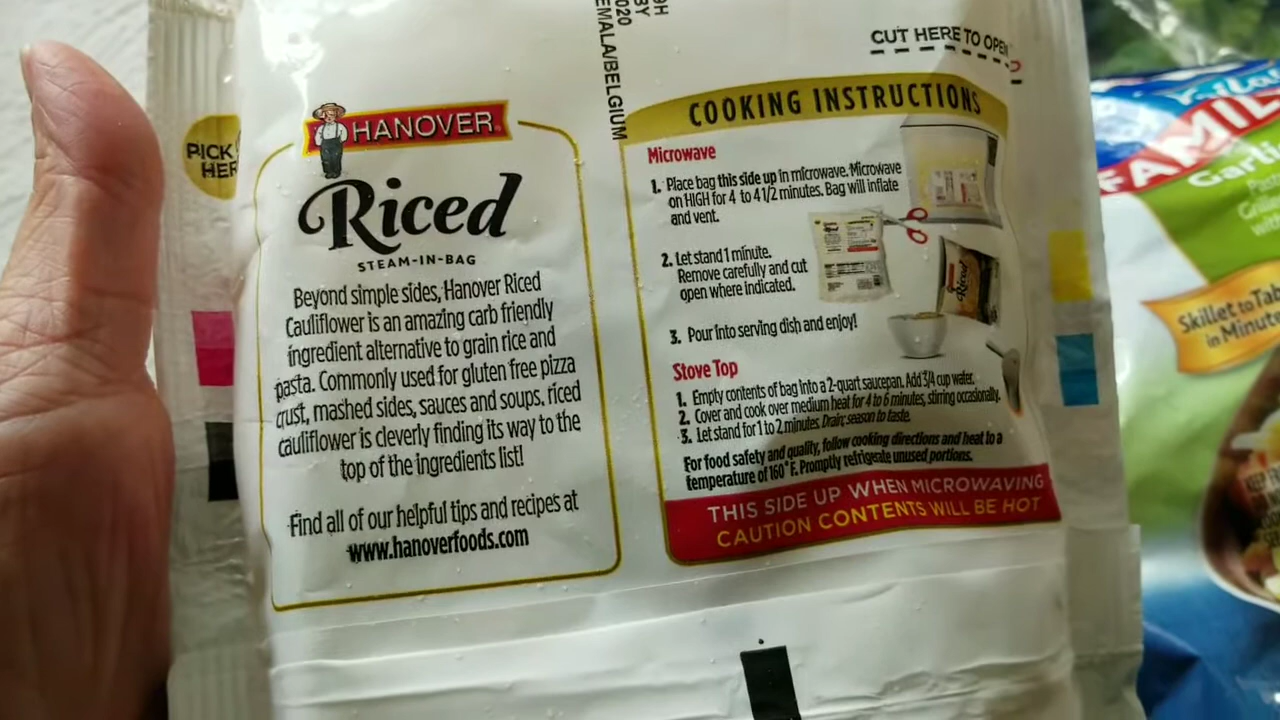 9H
BY
020
EMALA/BELGIUM
CUT HERE TO OPEN
PICK
HER
HANOVER
Riced
STEAM-IN-BAG
Beyond simple sides, Hanover Riced
Cauliflower is an amazing carb friendly
ingredient alternative to grain rice and
pasta. Commonly used for gluten free pizza
crust, mashed sides, sauces and soups, riced
cauliflower is cleverly finding its way to the
top of the ingredients list!
Find all of our helpful tips and recipes at
www.hanoverfoods.com
COOKING INSTRUCTIONS
Microwave
1. Place bag this side up in microwave. Microwave
on HIGH for 4 to 4 1/2 minutes. Bag will inflate
and vent.
2. Let stand 1 minute.
Remove carefully and cut
open where indicated.
3. Pour into serving dish and enjoy!
Stove Top
1. Empty contents of bag into a 2-quart saucepan. Add 3/4 cup water.
2. Cover and cook over medium heat for 4 to 6 minutes, stirring occasionally.
3. Let stand for 1 to 2 minutes. Drain; season to taste.
For food safety and quality, follow cooking directions and heat to a
temperature of 160° F. Promptly refrigerate unused portions.
THIS SIDE UP WHEN MICROWAVING
CAUTION CONTENTS WILL BE HOT
FAMIL
Garli
Skillet to Tab
in Minute